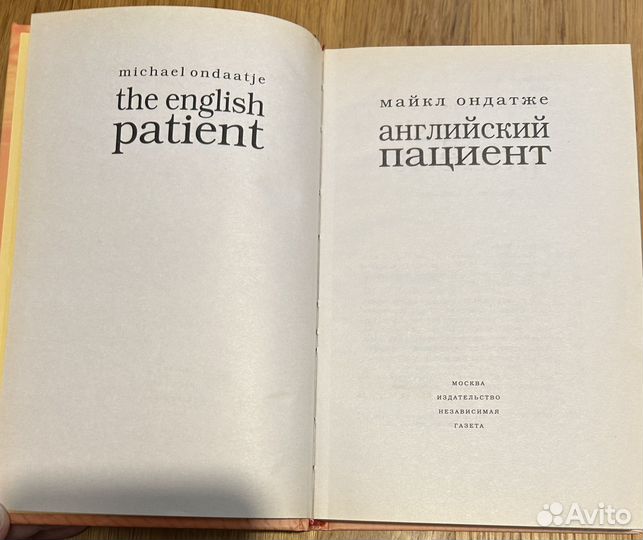 michael ondaatje
the english
patient
майкл ондатже
английский
пациент
москва
издательство
независимая
газета
Avito